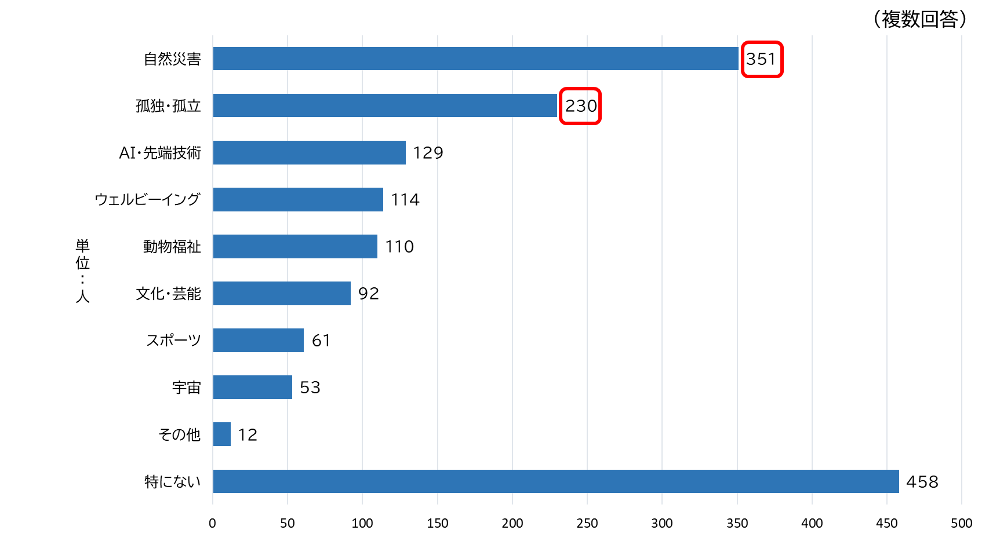 （複数回答）
自然災害 351
孤独・孤立 230
AI・先端技術 129
ウェルビーイング 114
動物福祉 110
文化・芸能 92
スポーツ 61
宇宙 53
その他 12
特にない 458
単位：人
0 50 100 150 200 250 300 350 400 450 500